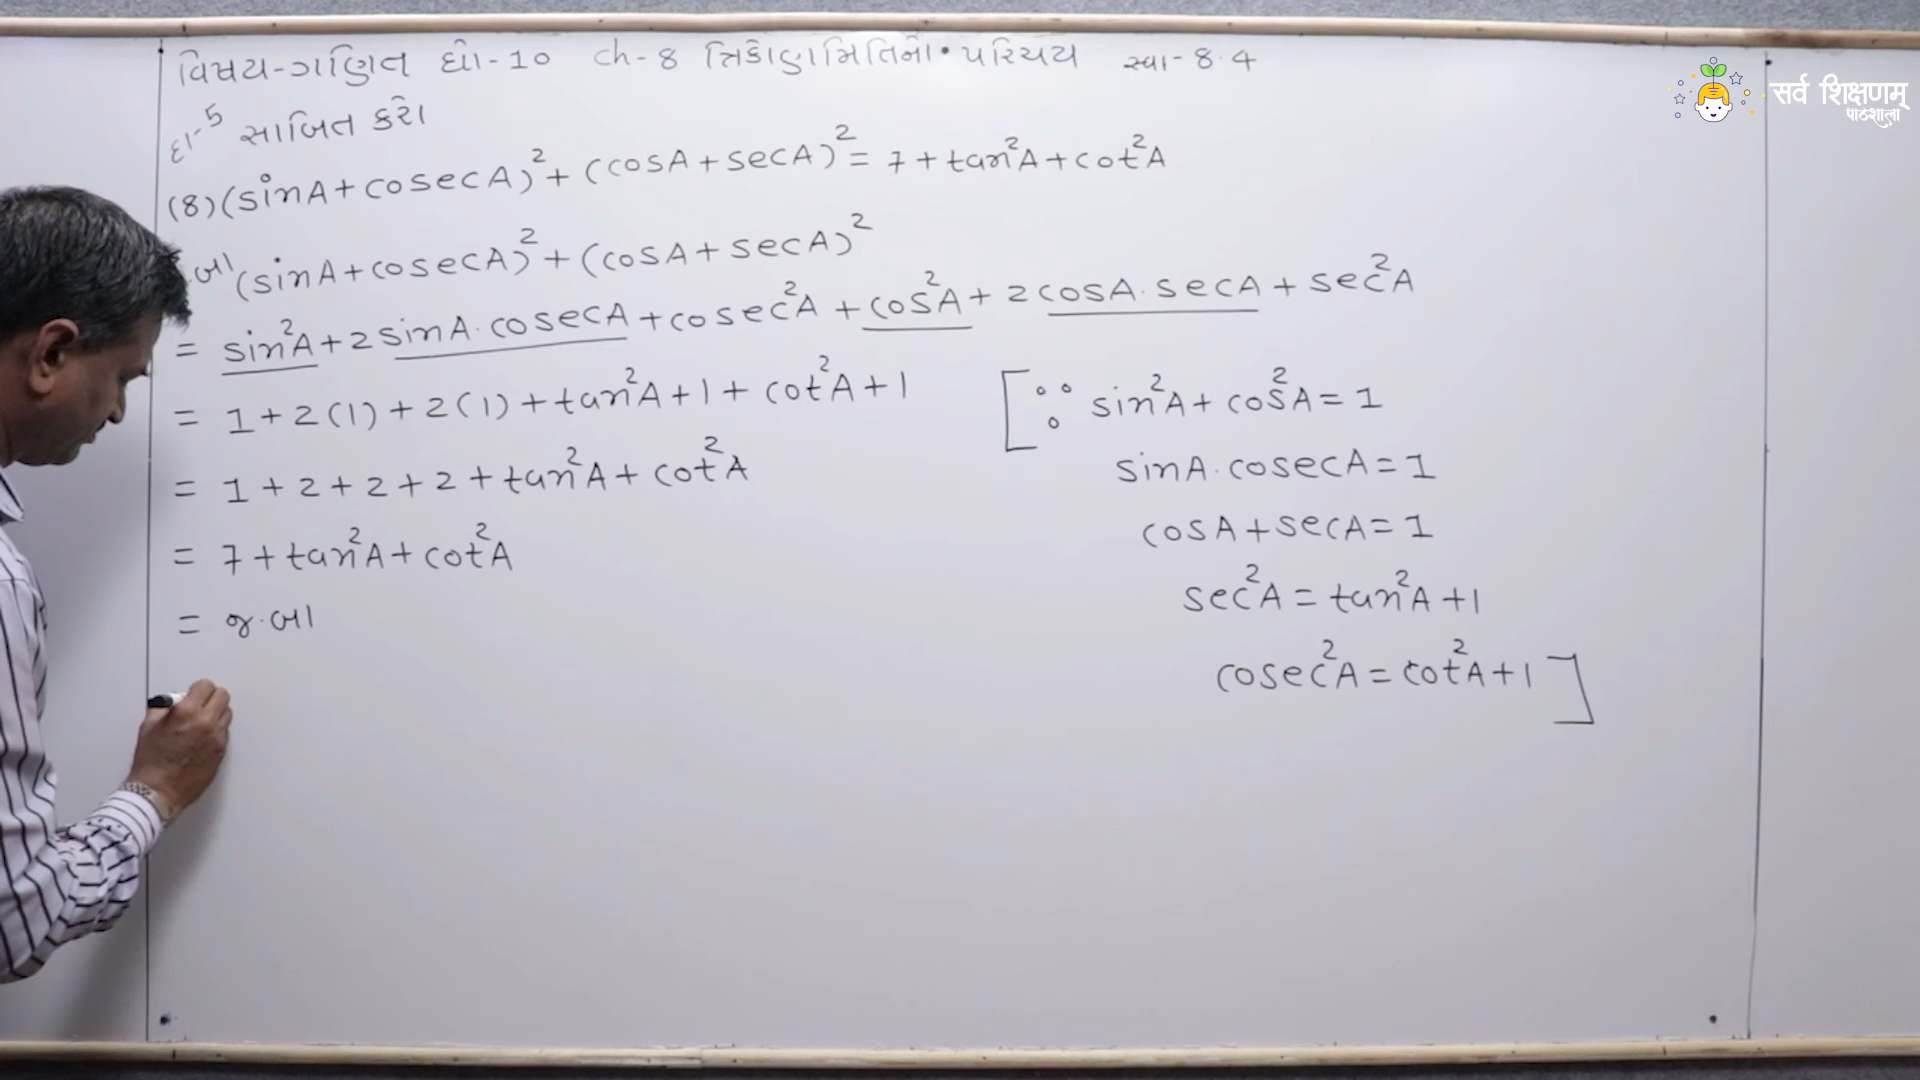 વિષય-ગણિત ધો-10 ch-8 ત્રિકોણમિતિનો પરિચય સ્વા-8.4
દા-5 સાબિત કરો
(8) (sinA+cosecA)²+(cosA+secA)²=7+tan²A+cot²A
બા (sinA+cosecA)²+(cosA+secA)²
= sin²A+2sinA.cosecA+cosec²A+cos²A+2cosA.secA+sec²A
= 1+2(1)+2(1)+tan²A+1+cot²A+1
= 1+2+2+2+tan²A+cot²A
= 7+tan²A+cot²A
= જ.બા
[∵ sin²A+cos²A=1
sinA.cosecA=1
cosA+secA=1
sec²A=tan²A+1
cosec²A=cot²A+1]
सर्व शिक्षणम्
પાઠશાલા